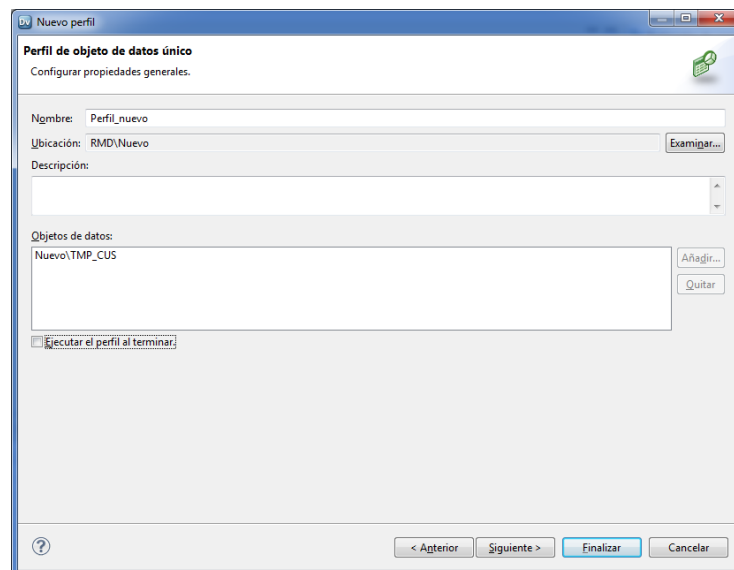 Nuevo perfil
Perfil de objeto de datos único
Configurar propiedades generales.
Nombre: Perfil_nuevo
Ubicación: RMD\Nuevo Examinar...
Descripción:
Objetos de datos:
Nuevo\TMP_CUS
Añadir...
Quitar
Ejecutar el perfil al terminar.
? < Anterior Siguiente > Finalizar Cancelar